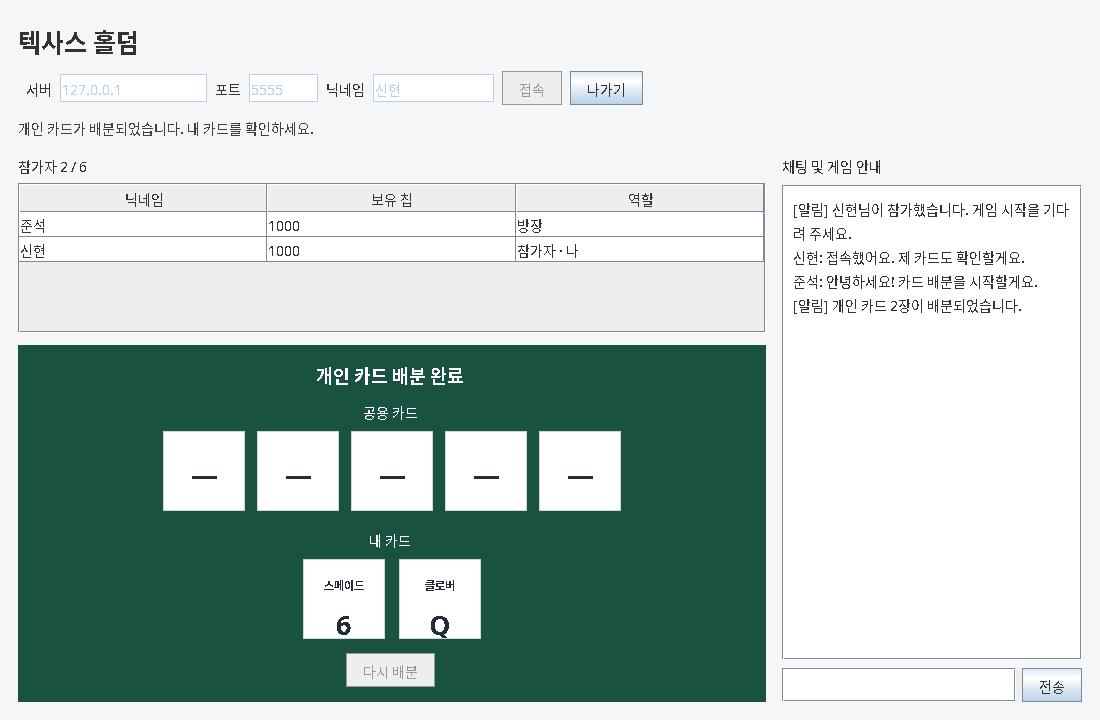 텍사스 홀덤
서버 127.0.0.1 포트 5555 닉네임 신현 접속 나가기
개인 카드가 배분되었습니다. 내 카드를 확인하세요.
참가자 2 / 6
닉네임 보유 칩 역할
준석 1000 방장
신현 1000 참가자 · 나
개인 카드 배분 완료
공용 카드
— — — — —
내 카드
스페이드 클로버
6 Q
다시 배분
채팅 및 게임 안내
[알림] 신현님이 참가했습니다. 게임 시작을 기다
려 주세요.
신현: 접속했어요. 제 카드도 확인할게요.
준석: 안녕하세요! 카드 배분을 시작할게요.
[알림] 개인 카드 2장이 배분되었습니다.
전송